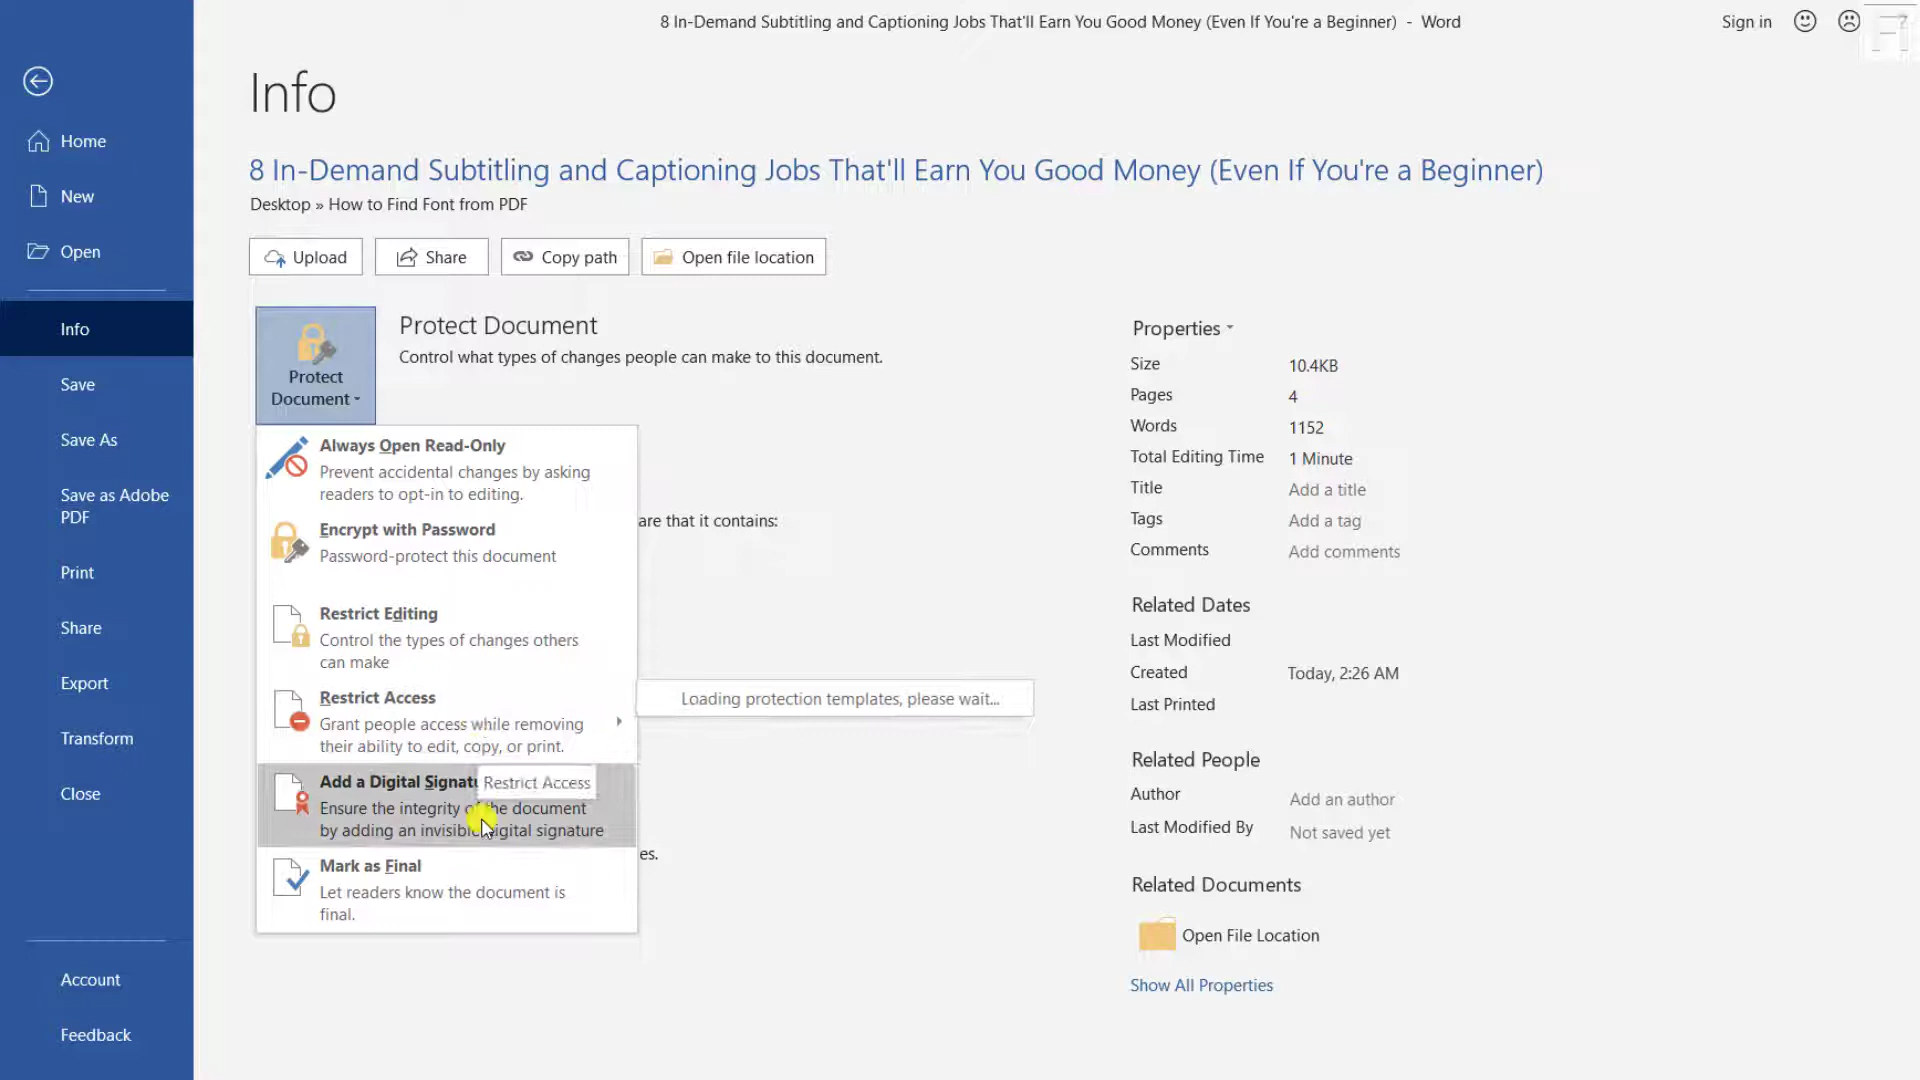 8 In-Demand Subtitling and Captioning Jobs That'll Earn You Good Money (Even If You're a Beginner) - Word
Sign in
Info
Home
New
Open
Info
Save
Save As
Save as Adobe
PDF
Print
Share
Export
Transform
Close
Account
Feedback
8 In-Demand Subtitling and Captioning Jobs That'll Earn You Good Money (Even If You're a Beginner)
Desktop » How to Find Font from PDF
Upload
Share
Copy path
Open file location
Protect
Document
Protect Document
Control what types of changes people can make to this document.
Always Open Read-Only
Prevent accidental changes by asking
readers to opt-in to editing.
Encrypt with Password
Password-protect this document
Restrict Editing
Control the types of changes others
can make
Restrict Access
Grant people access while removing
their ability to edit, copy, or print.
Add a Digital
Restrict Access
Ensure the integrity of the document
by adding an invisible digital signature
Mark as Final
Let readers know the document is
final.
are that it contains:
Loading protection templates, please wait...
es.
Properties
Size 10.4KB
Pages 4
Words 1152
Total Editing Time 1 Minute
Title Add a title
Tags Add a tag
Comments Add comments
Related Dates
Last Modified
Created Today, 2:26 AM
Last Printed
Related People
Author Add an author
Last Modified By Not saved yet
Related Documents
Open File Location
Show All Properties